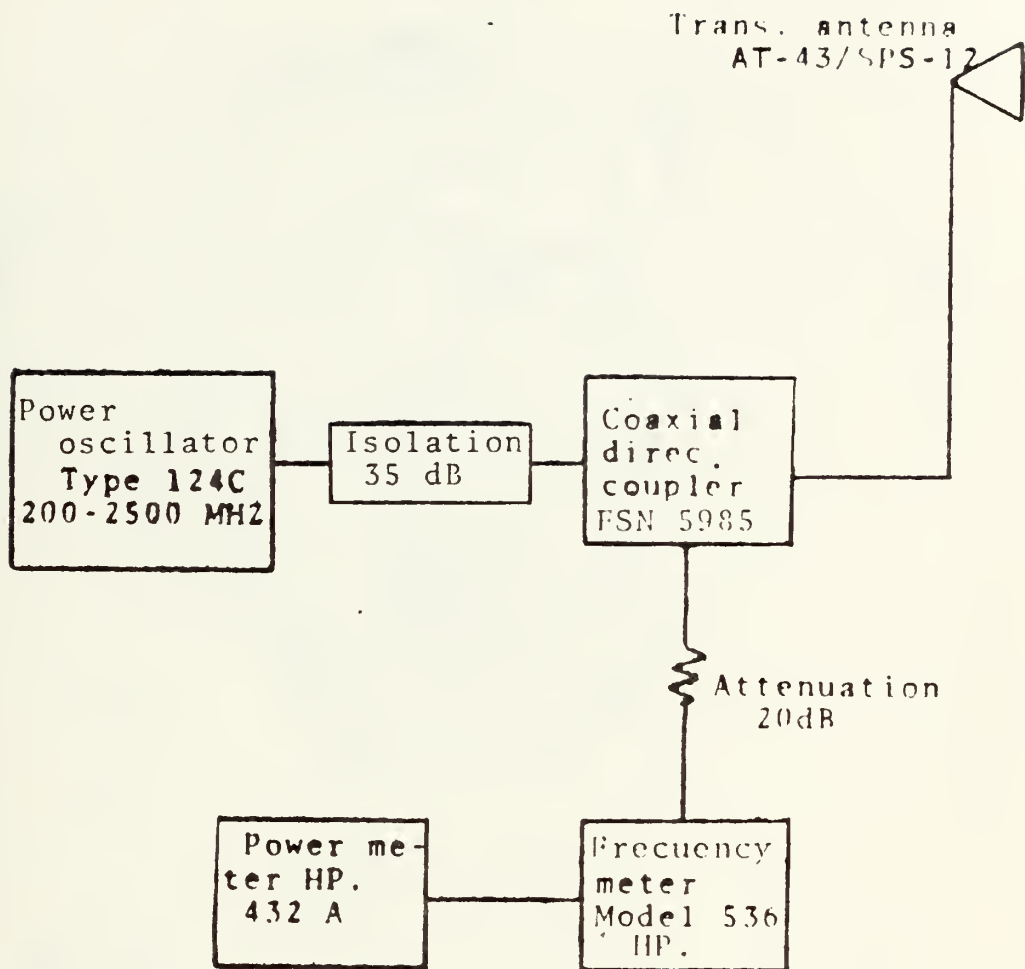 Trans. antenna
AT-43/SPS-12
Power
oscillator
Type 124C
200-2500 MHZ
Isolation
35 dB
Coaxial
direc.
coupler
FSN 5985
Attenuation
20dB
Power me-
ter HP.
432 A
Frecuency
meter
Model 536
HP.